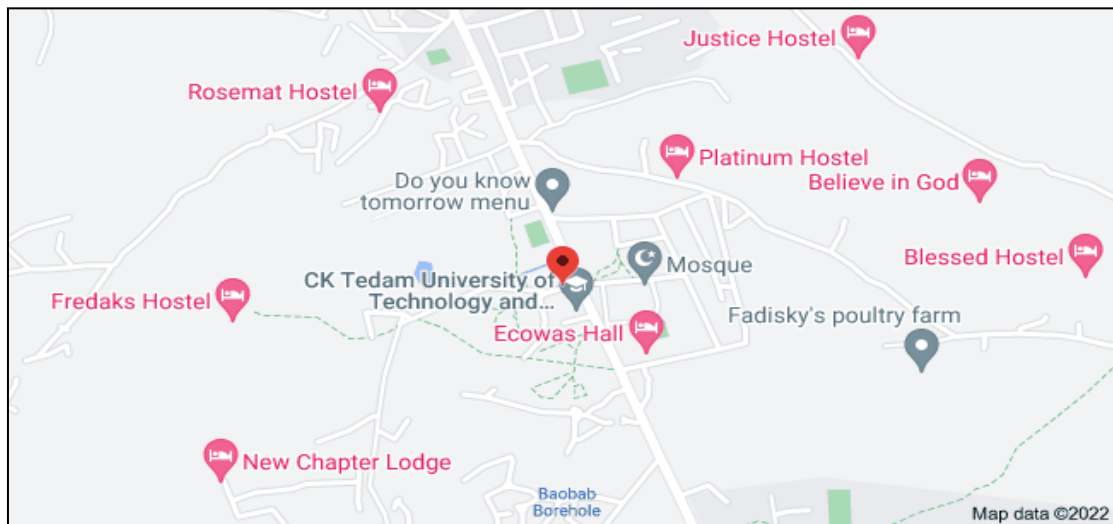 Justice Hostel
Rosemat Hostel
Platinum Hostel
Do you know
tomorrow menu
Believe in God
Mosque
Blessed Hostel
CK Tedam University of
Technology and...
Fredaks Hostel
Fadisky's poultry farm
Ecowas Hall
New Chapter Lodge
Baobab
Borehole
Map data ©2022